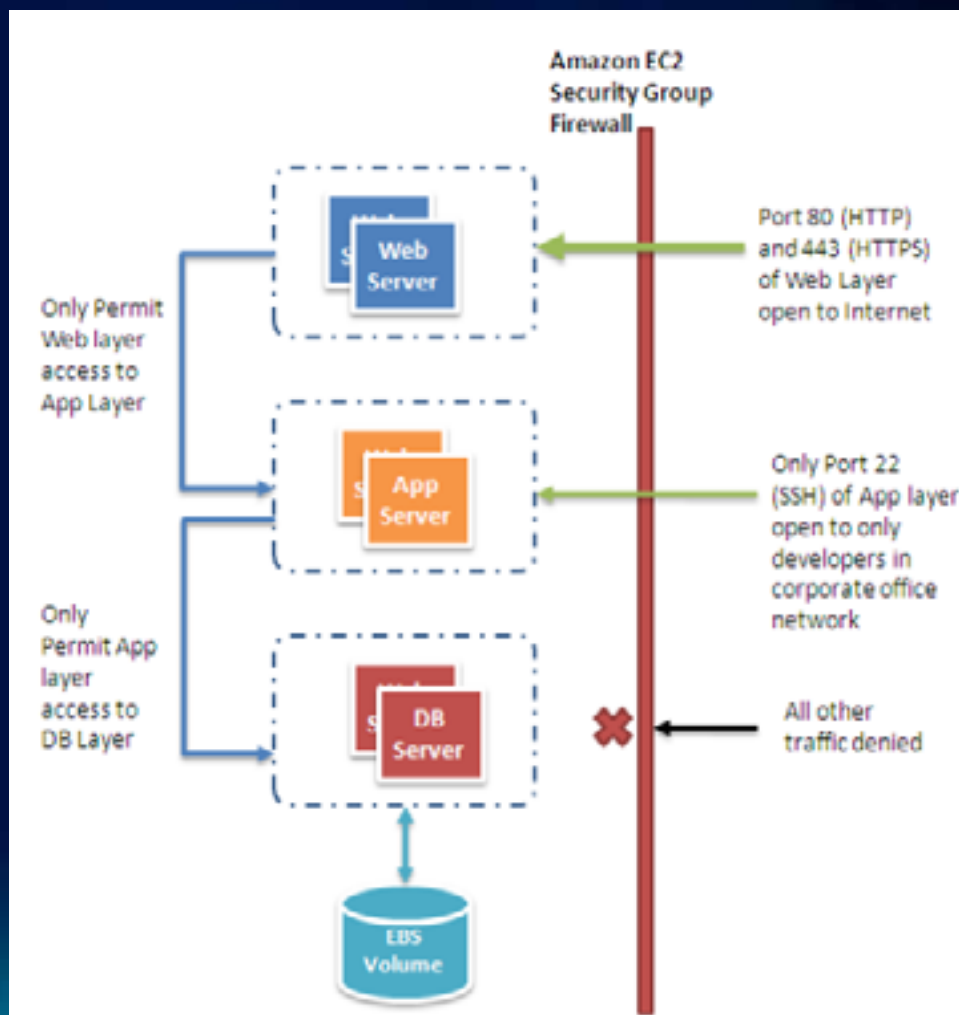 Amazon EC2
Security Group
Firewall
Web
Server
Port 80 (HTTP)
and 443 (HTTPS)
of Web Layer
open to Internet
Only Permit
Web layer
access to
App Layer
App
Server
Only Port 22
(SSH) of App layer
open to only
developers in
corporate office
network
Only
Permit App
layer
access to
DB Layer
DB
Server
All other
traffic denied
EBS
Volume